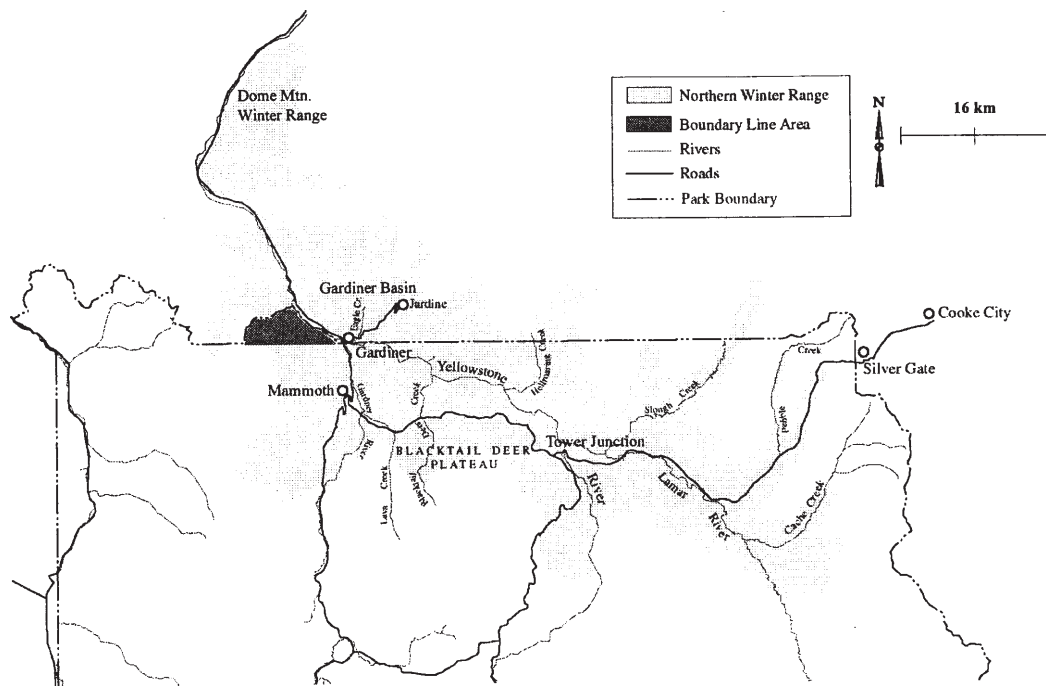 Dome Mtn.
Winter Range
Northern Winter Range
Boundary Line Area
Rivers
Roads
Park Boundary
N
16 km
Gardiner Basin
Eagle Cr.
Jardine
Cooke City
Gardiner
Silver Gate
Yellowstone
Hellroaring Creek
Creek
Pebble
Mammoth
Gardner
River
Creek
Deer
Blacktail
Slough Creek
Tower Junction
BLACKTAIL DEER
PLATEAU
Lava Creek
River
Lamar
River
Cache Creek